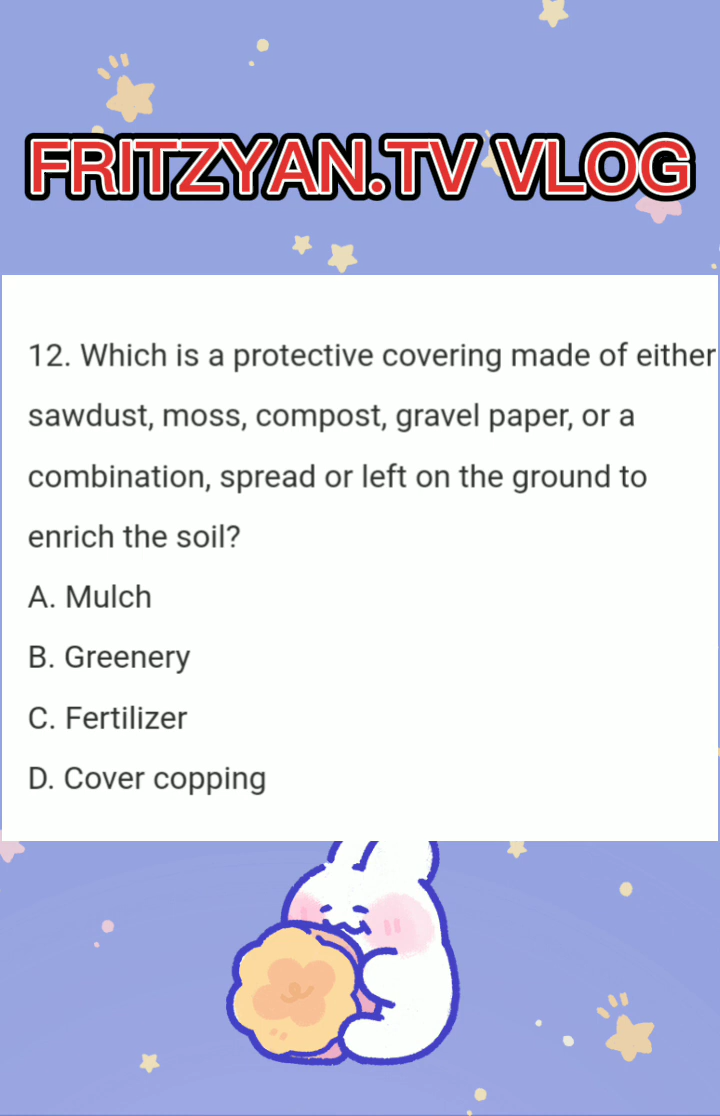 FRITZYAN.TV VLOG
12. Which is a protective covering made of either
sawdust, moss, compost, gravel paper, or a
combination, spread or left on the ground to
enrich the soil?
A. Mulch
B. Greenery
C. Fertilizer
D. Cover copping